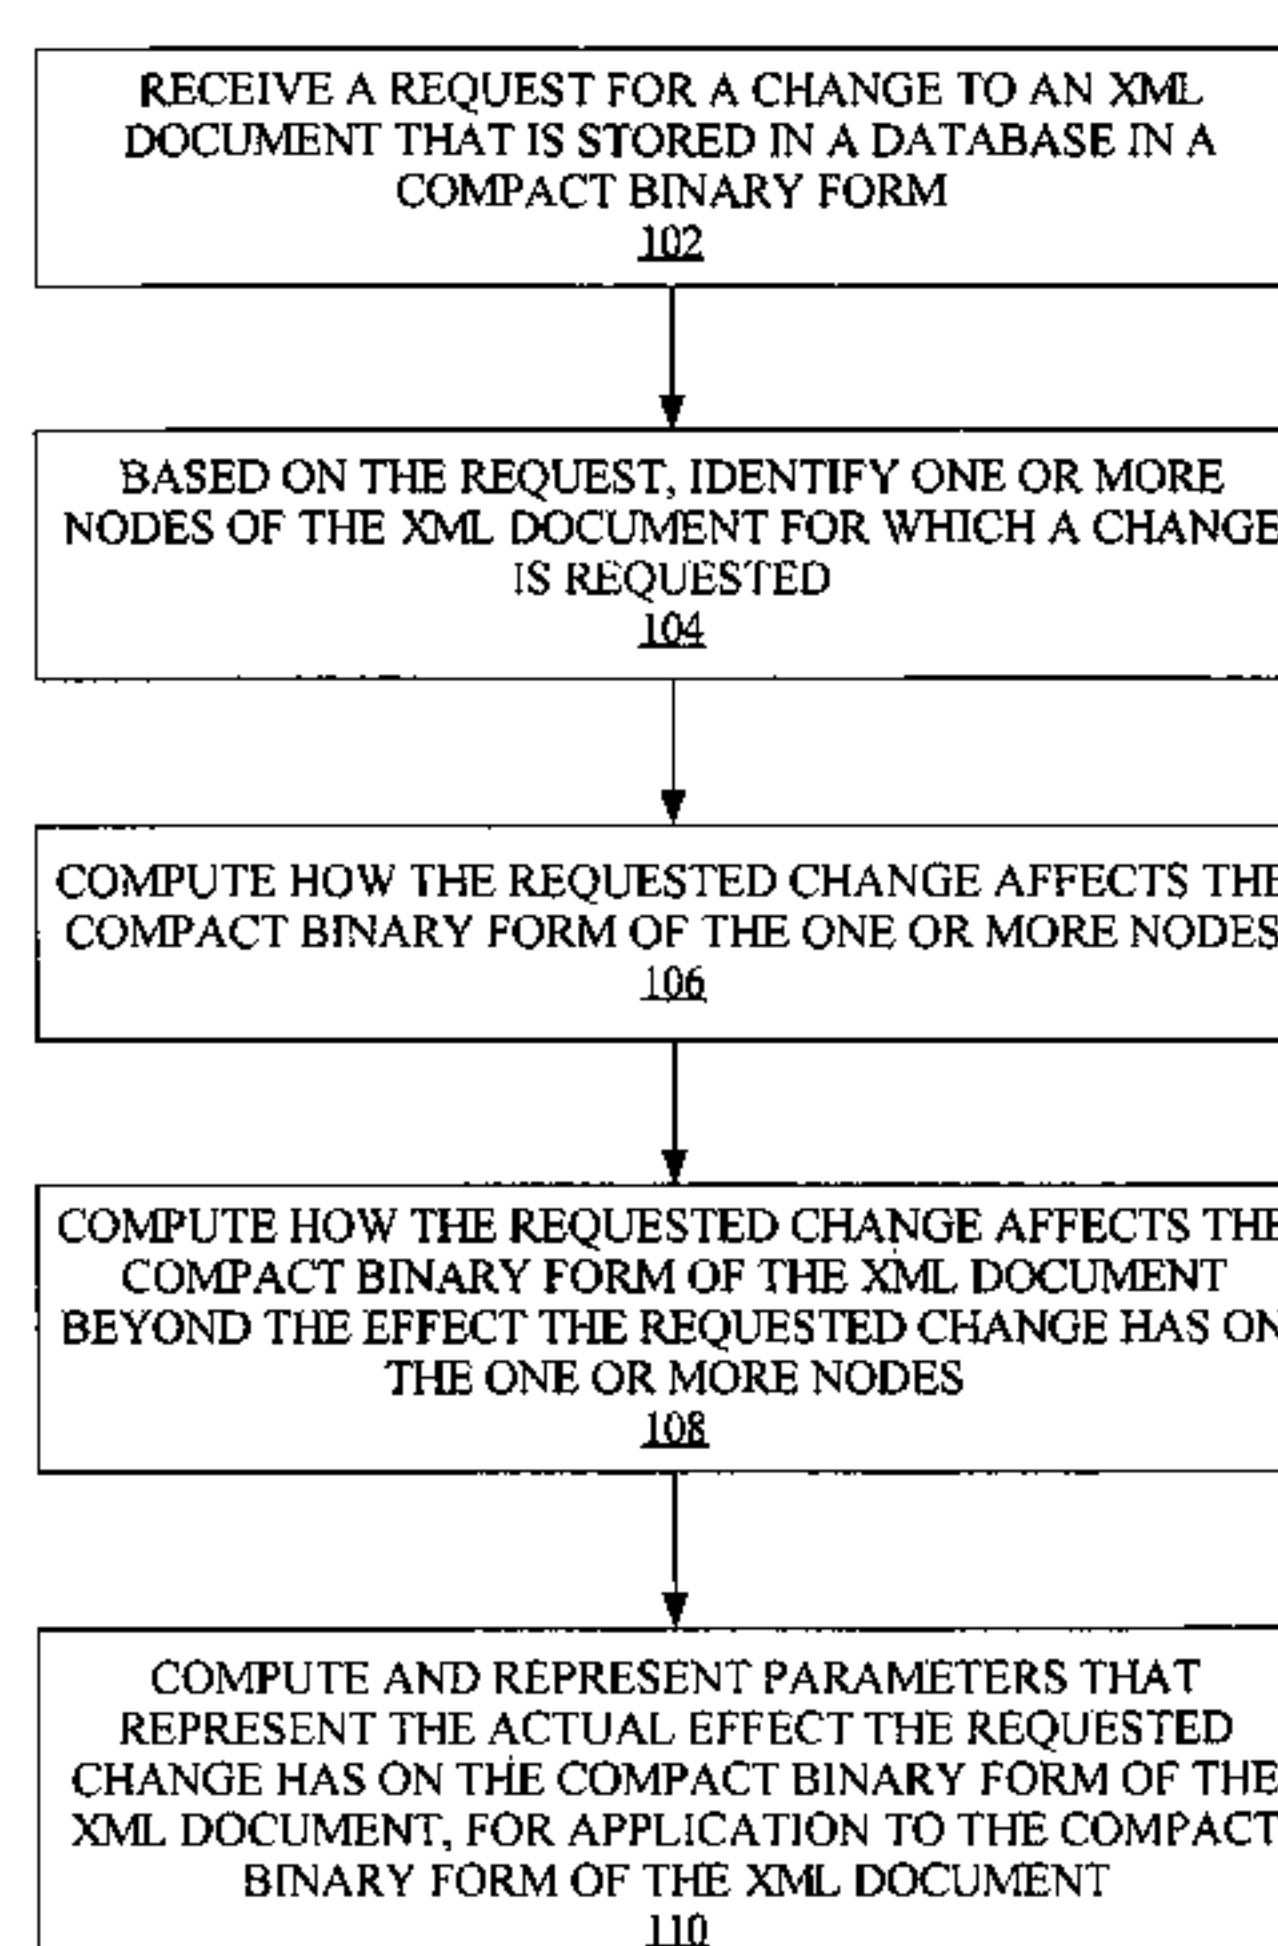 RECEIVE A REQUEST FOR A CHANGE TO AN XML
DOCUMENT THAT IS STORED IN A DATABASE IN A
COMPACT BINARY FORM
102
BASED ON THE REQUEST, IDENTIFY ONE OR MORE
NODES OF THE XML DOCUMENT FOR WHICH A CHANGE
IS REQUESTED
104
COMPUTE HOW THE REQUESTED CHANGE AFFECTS THE
COMPACT BINARY FORM OF THE ONE OR MORE NODES
106
COMPUTE HOW THE REQUESTED CHANGE AFFECTS THE
COMPACT BINARY FORM OF THE XML DOCUMENT
BEYOND THE EFFECT THE REQUESTED CHANGE HAS ON
THE ONE OR MORE NODES
108
COMPUTE AND REPRESENT PARAMETERS THAT
REPRESENT THE ACTUAL EFFECT THE REQUESTED
CHANGE HAS ON THE COMPACT BINARY FORM OF THE
XML DOCUMENT, FOR APPLICATION TO THE COMPACT
BINARY FORM OF THE XML DOCUMENT
110